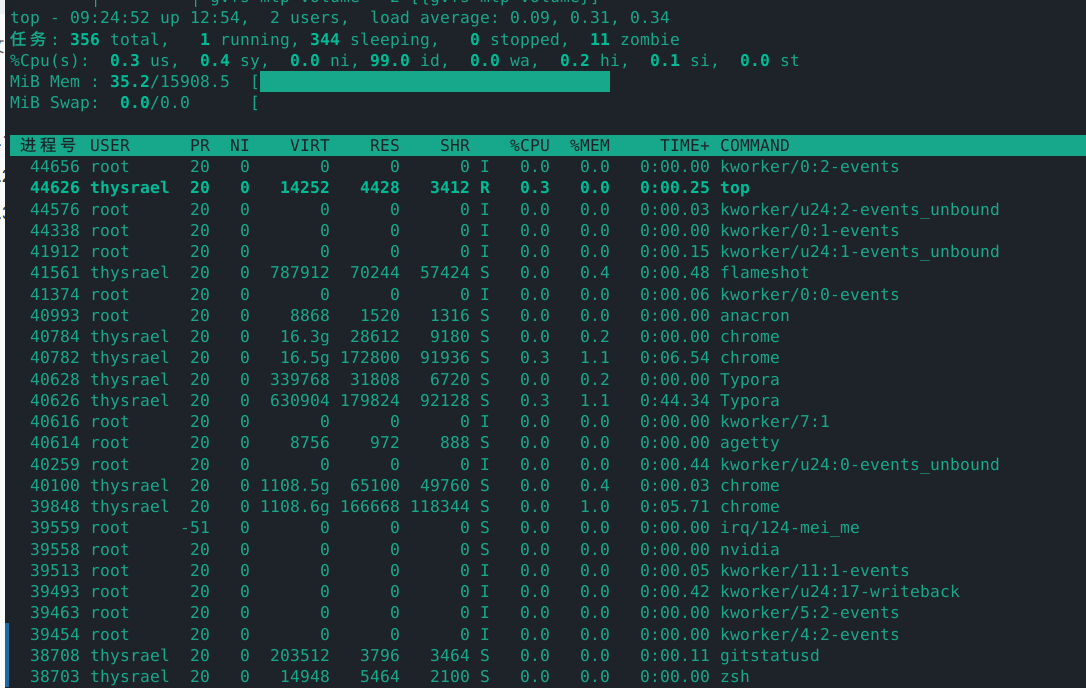 top - 09:24:52 up 12:54,  2 users,  load average: 0.09, 0.31, 0.34
任务: 356 total,   1 running, 344 sleeping,   0 stopped,  11 zombie
%Cpu(s):  0.3 us,  0.4 sy,  0.0 ni, 99.0 id,  0.0 wa,  0.2 hi,  0.1 si,  0.0 st
MiB Mem : 35.2/15908.5  [
MiB Swap:  0.0/0.0      [
进程号 USER      PR  NI    VIRT    RES    SHR    %CPU  %MEM     TIME+ COMMAND
44656 root      20   0       0      0      0 I   0.0   0.0   0:00.00 kworker/0:2-events
44626 thysrael  20   0   14252   4428   3412 R   0.3   0.0   0:00.25 top
44576 root      20   0       0      0      0 I   0.0   0.0   0:00.03 kworker/u24:2-events_unbound
44338 root      20   0       0      0      0 I   0.0   0.0   0:00.00 kworker/0:1-events
41912 root      20   0       0      0      0 I   0.0   0.0   0:00.15 kworker/u24:1-events_unbound
41561 thysrael  20   0  787912  70244  57424 S   0.0   0.4   0:00.48 flameshot
41374 root      20   0       0      0      0 I   0.0   0.0   0:00.06 kworker/0:0-events
40993 root      20   0    8868   1520   1316 S   0.0   0.0   0:00.00 anacron
40784 thysrael  20   0   16.3g  28612   9180 S   0.0   0.2   0:00.00 chrome
40782 thysrael  20   0   16.5g 172800  91936 S   0.3   1.1   0:06.54 chrome
40628 thysrael  20   0  339768  31808   6720 S   0.0   0.2   0:00.00 Typora
40626 thysrael  20   0  630904 179824  92128 S   0.3   1.1   0:44.34 Typora
40616 root      20   0       0      0      0 I   0.0   0.0   0:00.00 kworker/7:1
40614 root      20   0    8756    972    888 S   0.0   0.0   0:00.00 agetty
40259 root      20   0       0      0      0 I   0.0   0.0   0:00.44 kworker/u24:0-events_unbound
40100 thysrael  20   0 1108.5g  65100  49760 S   0.0   0.4   0:00.03 chrome
39848 thysrael  20   0 1108.6g 166668 118344 S   0.0   1.0   0:05.71 chrome
39559 root     -51   0       0      0      0 S   0.0   0.0   0:00.00 irq/124-mei_me
39558 root      20   0       0      0      0 S   0.0   0.0   0:00.00 nvidia
39513 root      20   0       0      0      0 I   0.0   0.0   0:00.05 kworker/11:1-events
39493 root      20   0       0      0      0 I   0.0   0.0   0:00.42 kworker/u24:17-writeback
39463 root      20   0       0      0      0 I   0.0   0.0   0:00.00 kworker/5:2-events
39454 root      20   0       0      0      0 I   0.0   0.0   0:00.00 kworker/4:2-events
38708 thysrael  20   0  203512   3796   3464 S   0.0   0.0   0:00.11 gitstatusd
38703 thysrael  20   0   14948   5464   2100 S   0.0   0.0   0:00.00 zsh